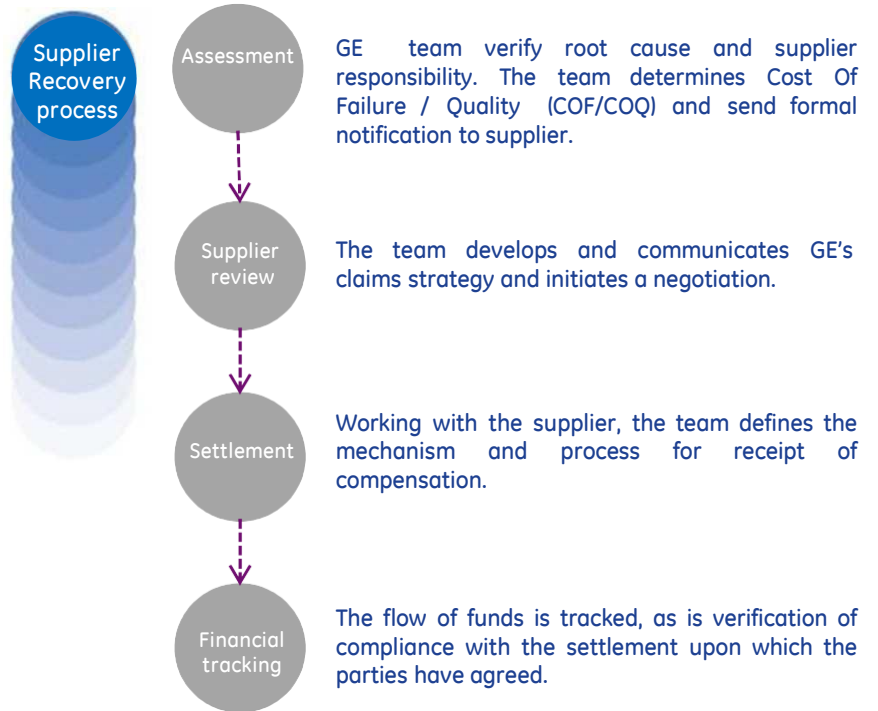 Supplier
Recovery
process
Assessment
GE team verify root cause and supplier
responsibility. The team determines Cost Of
Failure / Quality (COF/COQ) and send formal
notification to supplier.
Supplier
review
The team develops and communicates GE's
claims strategy and initiates a negotiation.
Settlement
Working with the supplier, the team defines the
mechanism and process for receipt of
compensation.
Financial
tracking
The flow of funds is tracked, as is verification of
compliance with the settlement upon which the
parties have agreed.